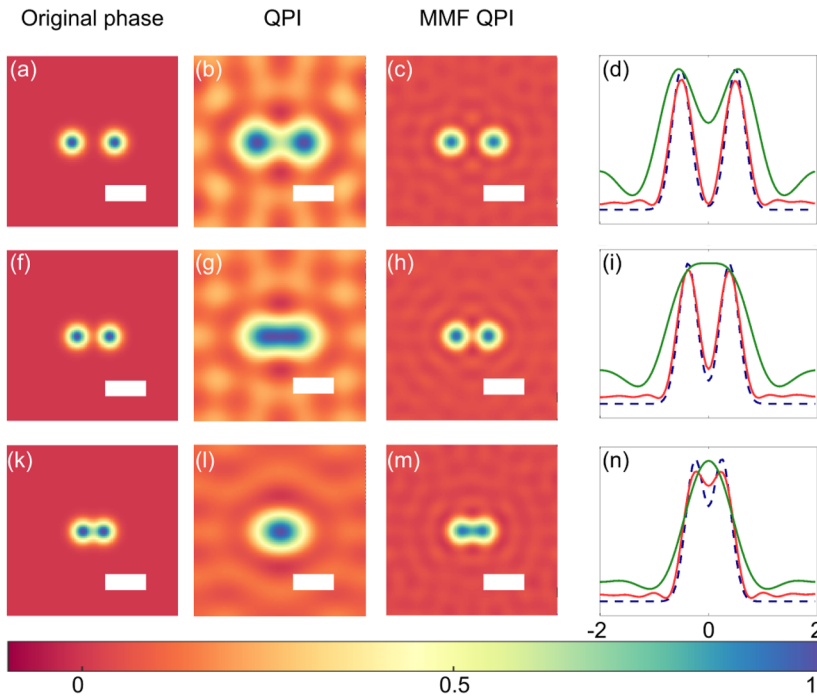 Original phase QPI MMF QPI
(a) (b) (c) (d)
(f) (g) (h) (i)
(k) (l) (m) (n)
-2 0 2
0 0.5 1